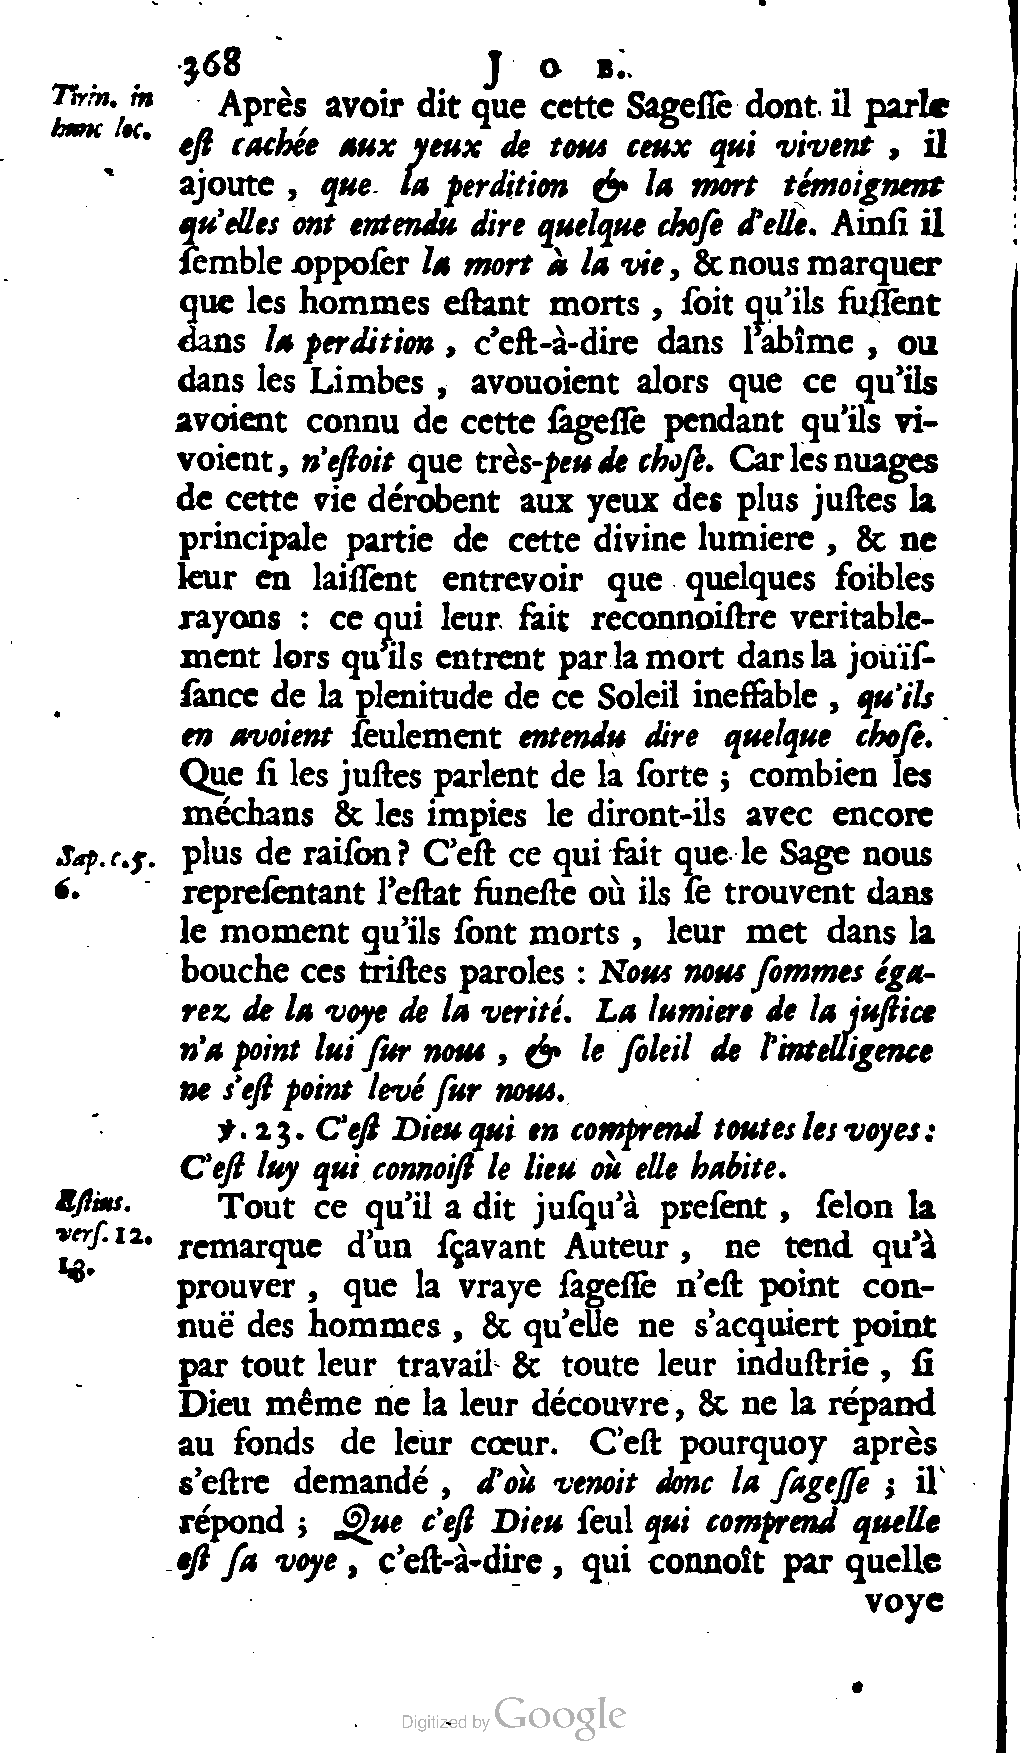 368 JOB.
Tirin. in
hunc loc.
Après avoir dit que cette Sageſſe dont il parle
eſt cachée aux yeux de tous ceux qui vivent , il
ajoute , que la perdition & la mort témoignent
qu'elles ont entendu dire quelque choſe d'elle. Ainſi il
ſemble oppoſer la mort à la vie, & nous marquer
que les hommes eſtant morts , ſoit qu'ils fuſſent
dans la perdition , c'eſt-à-dire dans l'abîme , ou
dans les Limbes , avouoient alors que ce qu'ils
avoient connu de cette ſageſſe pendant qu'ils vi-
voient, n'eſtoit que très-peu de choſe. Car les nuages
de cette vie dérobent aux yeux des plus juſtes la
principale partie de cette divine lumiere , & ne
leur en laiſſent entrevoir que quelques foibles
rayons : ce qui leur fait reconnoiſtre veritable-
ment lors qu'ils entrent par la mort dans la joüiſ-
ſance de la plenitude de ce Soleil ineffable , qu'ils
en avoient ſeulement entendu dire quelque choſe.
Que ſi les juſtes parlent de la ſorte ; combien les
méchans & les impies le diront-ils avec encore
Sap. c. 5.
6.
plus de raiſon? C'eſt ce qui fait que le Sage nous
repreſentant l'eſtat funeſte où ils ſe trouvent dans
le moment qu'ils ſont morts , leur met dans la
bouche ces triſtes paroles : Nous nous ſommes éga-
rez de la voye de la verité. La lumiere de la juſtice
n'a point lui ſur nous , & le ſoleil de l'intelligence
ne s'eſt point levé ſur nous.
℣. 23. C'eſt Dieu qui en comprend toutes les voyes :
C'eſt luy qui connoiſt le lieu où elle habite.
Eſtius.
verſ. 12.
13.
Tout ce qu'il a dit juſqu'à preſent , ſelon la
remarque d'un ſçavant Auteur , ne tend qu'à
prouver , que la vraye ſageſſe n'eſt point con-
nuë des hommes , & qu'elle ne s'acquiert point
par tout leur travail & toute leur induſtrie , ſi
Dieu même ne la leur découvre, & ne la répand
au fonds de leur cœur. C'eſt pourquoy après
s'eſtre demandé , d'où venoit donc la ſageſſe ; il
répond ; Que c'eſt Dieu ſeul qui comprend quelle
eſt ſa voye , c'eſt-à-dire , qui connoît par quelle
voye
Digitized by Google